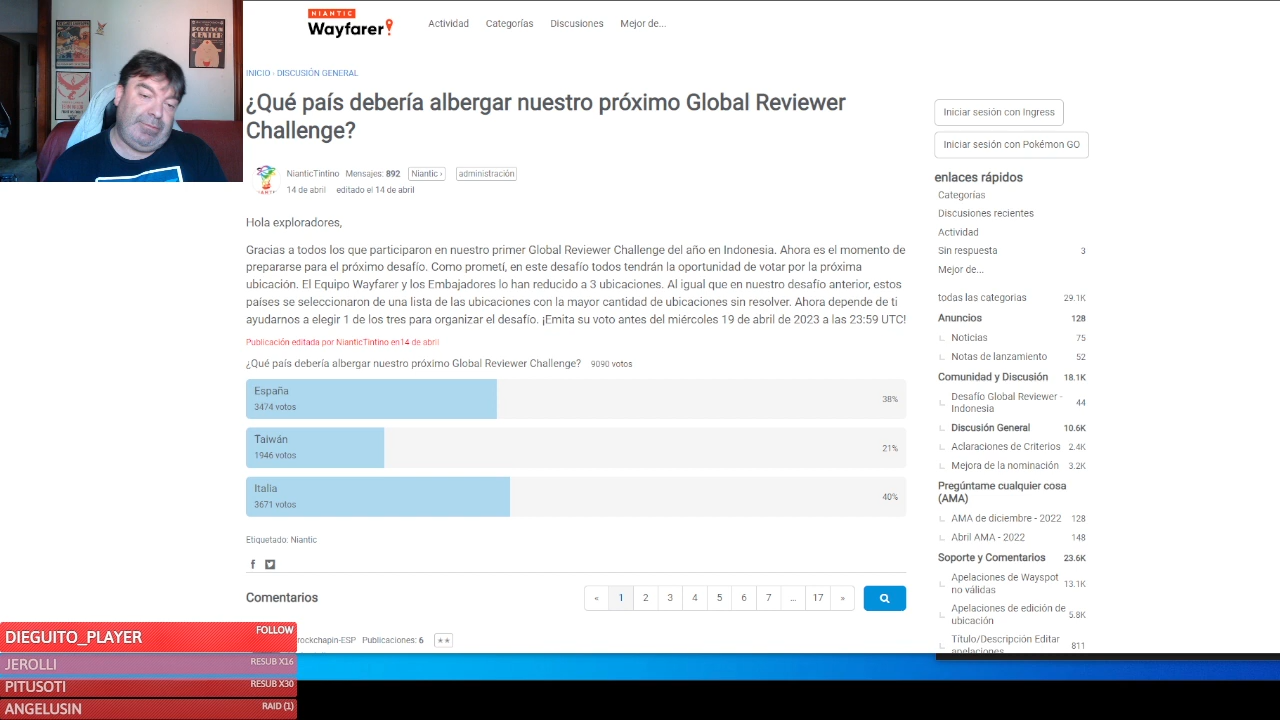 NIANTIC
Wayfarer
Actividad
Categorías
Discusiones
Mejor de...
INICIO › DISCUSIÓN GENERAL
¿Qué país debería albergar nuestro próximo Global Reviewer
Challenge?
NianticTintino Mensajes: 892 Niantic › administración
14 de abril editado el 14 de abril
Hola exploradores,
Gracias a todos los que participaron en nuestro primer Global Reviewer Challenge del año en Indonesia. Ahora es el momento de
prepararse para el próximo desafío. Como prometí, en este desafío todos tendrán la oportunidad de votar por la próxima
ubicación. El Equipo Wayfarer y los Embajadores lo han reducido a 3 ubicaciones. Al igual que en nuestro desafío anterior, estos
países se seleccionaron de una lista de las ubicaciones con la mayor cantidad de ubicaciones sin resolver. Ahora depende de ti
ayudarnos a elegir 1 de los tres para organizar el desafío. ¡Emita su voto antes del miércoles 19 de abril de 2023 a las 23:59 UTC!
Publicación editada por NianticTintino en14 de abril
¿Qué país debería albergar nuestro próximo Global Reviewer Challenge? 9090 votos
España
3474 votos
38%
Taiwán
1946 votos
21%
Italia
3671 votos
40%
Etiquetado: Niantic
Comentarios
« 1 2 3 4 5 6 7 ... 17 »
rockchapin-ESP Publicaciones: 6 ★★
Iniciar sesión con Ingress
Iniciar sesión con Pokémon GO
enlaces rápidos
Categorías
Discusiones recientes
Actividad
Sin respuesta 3
Mejor de...
todas las categorias 29.1K
Anuncios 128
Noticias 75
Notas de lanzamiento 52
Comunidad y Discusión 18.1K
Desafío Global Reviewer -
Indonesia 44
Discusión General 10.6K
Aclaraciones de Criterios 2.4K
Mejora de la nominación 3.2K
Pregúntame cualquier cosa
(AMA)
AMA de diciembre - 2022 128
Abril AMA - 2022 148
Soporte y Comentarios 23.6K
Apelaciones de Wayspot
no válidas 13.1K
Apelaciones de edición de
ubicación 5.8K
Título/Descripción Editar
apelaciones 811
DIEGUITO_PLAYER FOLLOW
JEROLLI RESUB X16
PITUSOTI RESUB X30
ANGELUSIN RAID (1)
POKÉMON
CENTER